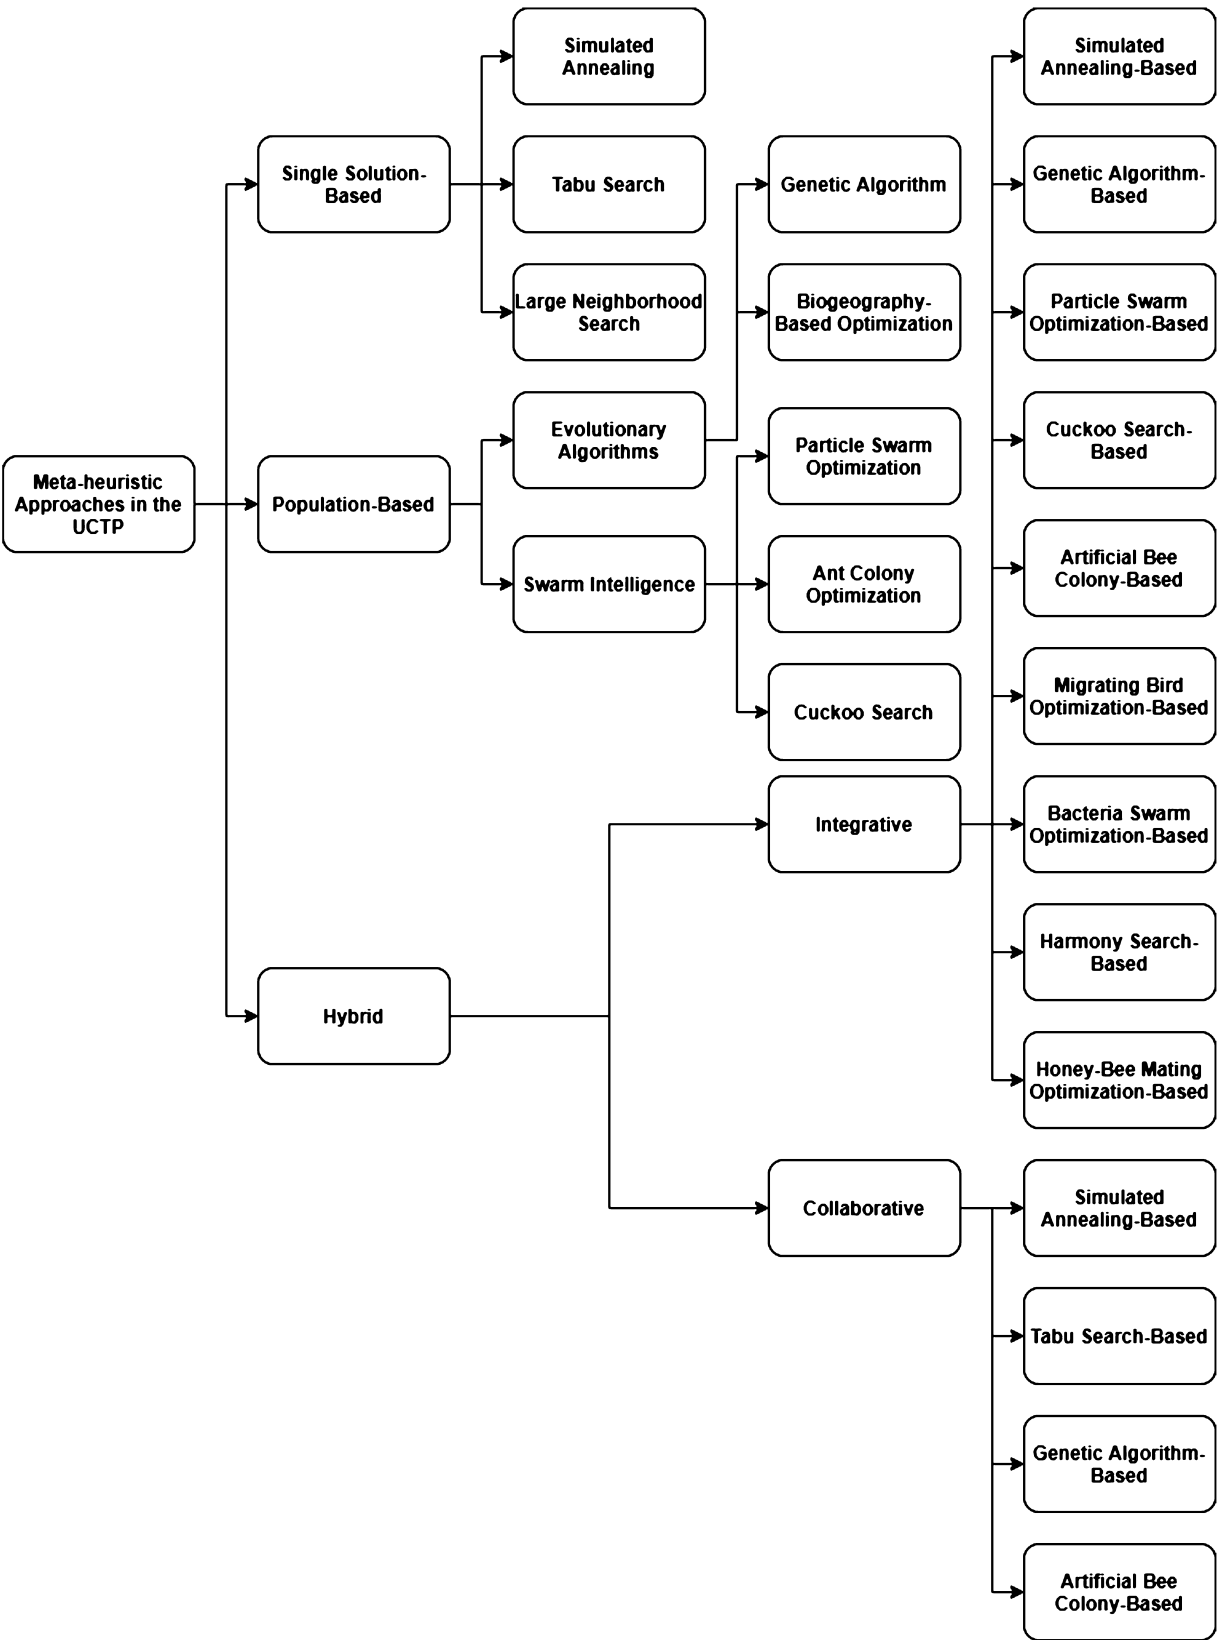 Meta-heuristic
Approaches in the
UCTP
Single Solution-
Based
Simulated
Annealing
Tabu Search
Large Neighborhood
Search
Population-Based
Evolutionary
Algorithms
Genetic Algorithm
Biogeography-
Based Optimization
Swarm Intelligence
Particle Swarm
Optimization
Ant Colony
Optimization
Cuckoo Search
Hybrid
Integrative
Simulated
Annealing-Based
Genetic Algorithm-
Based
Particle Swarm
Optimization-Based
Cuckoo Search-
Based
Artificial Bee
Colony-Based
Migrating Bird
Optimization-Based
Bacteria Swarm
Optimization-Based
Harmony Search-
Based
Honey-Bee Mating
Optimization-Based
Collaborative
Simulated
Annealing-Based
Tabu Search-Based
Genetic Algorithm-
Based
Artificial Bee
Colony-Based